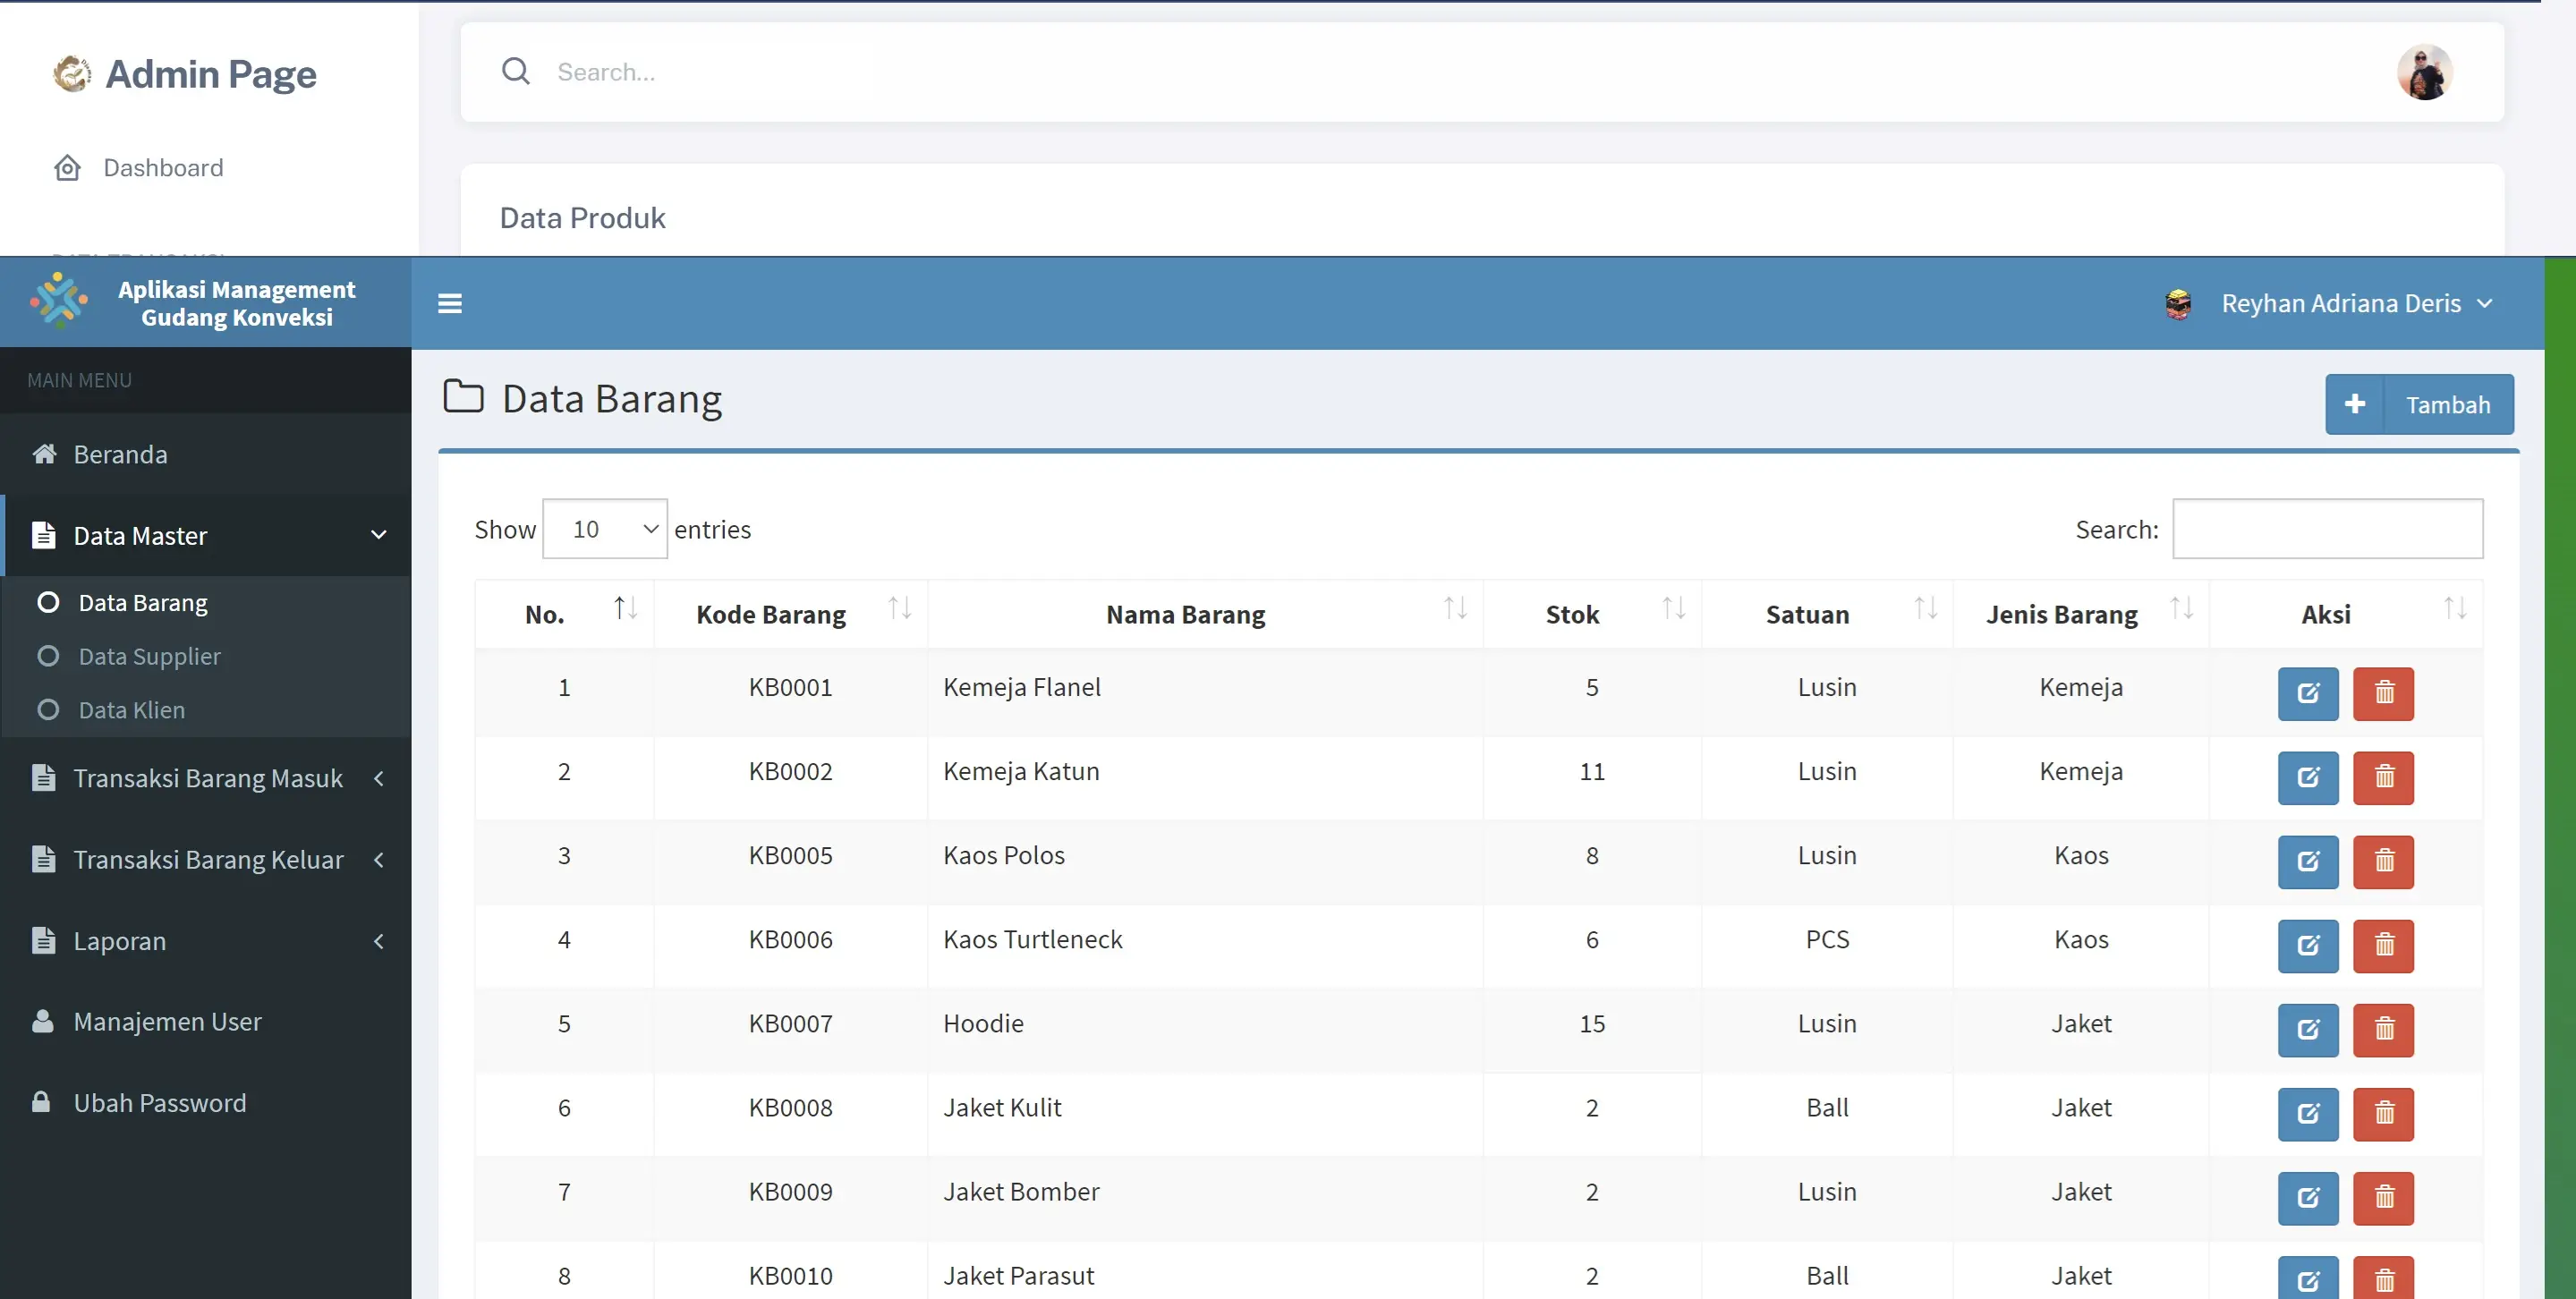 Admin Page
Search...
Dashboard
Data Produk
Aplikasi Management
Gudang Konveksi
Reyhan Adriana Deris
MAIN MENU
Data Barang
Tambah
Beranda
Data Master
Data Barang
Data Supplier
Data Klien
Transaksi Barang Masuk
Transaksi Barang Keluar
Laporan
Manajemen User
Ubah Password
Show 10 entries
Search:
No. Kode Barang Nama Barang Stok Satuan Jenis Barang Aksi
1 KB0001 Kemeja Flanel 5 Lusin Kemeja
2 KB0002 Kemeja Katun 11 Lusin Kemeja
3 KB0005 Kaos Polos 8 Lusin Kaos
4 KB0006 Kaos Turtleneck 6 PCS Kaos
5 KB0007 Hoodie 15 Lusin Jaket
6 KB0008 Jaket Kulit 2 Ball Jaket
7 KB0009 Jaket Bomber 2 Lusin Jaket
8 KB0010 Jaket Parasut 2 Ball Jaket